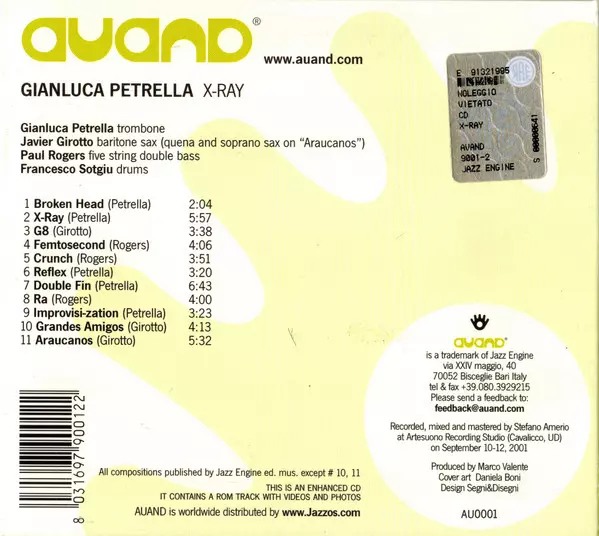 AUAND®
www.auand.com
GIANLUCA PETRELLA X-RAY
Gianluca Petrella trombone
Javier Girotto baritone sax (quena and soprano sax on “Araucanos”)
Paul Rogers five string double bass
Francesco Sotgiu drums
E 91321995
NOLEGGIO
VIETATO
CD
X-RAY
AVAND
9001-2
JAZZ ENGINE
S 00000641
1 Broken Head (Petrella) 2:04
2 X-Ray (Petrella) 5:57
3 G8 (Girotto) 3:38
4 Femtosecond (Rogers) 4:06
5 Crunch (Rogers) 3:51
6 Reflex (Petrella) 3:20
7 Double Fin (Petrella) 6:43
8 Ra (Rogers) 4:00
9 Improvisi-zation (Petrella) 3:23
10 Grandes Amigos (Girotto) 4:13
11 Araucanos (Girotto) 5:32
AUAND®
is a trademark of Jazz Engine
via XXIV maggio, 40
70052 Bisceglie Bari Italy
tel & fax +39.080.3929215
Please send a feedback to:
feedback@auand.com
Recorded, mixed and mastered by Stefano Amerio
at Artesuono Recording Studio (Cavalicco, UD)
on September 10-12, 2001
Produced by Marco Valente
Cover art Daniela Boni
Design Segni&Disegni
AU0001
8 031697 900122
All compositions published by Jazz Engine ed. mus. except # 10, 11
THIS IS AN ENHANCED CD
IT CONTAINS A ROM TRACK WITH VIDEOS AND PHOTOS
AUAND is worldwide distributed by www.Jazzos.com